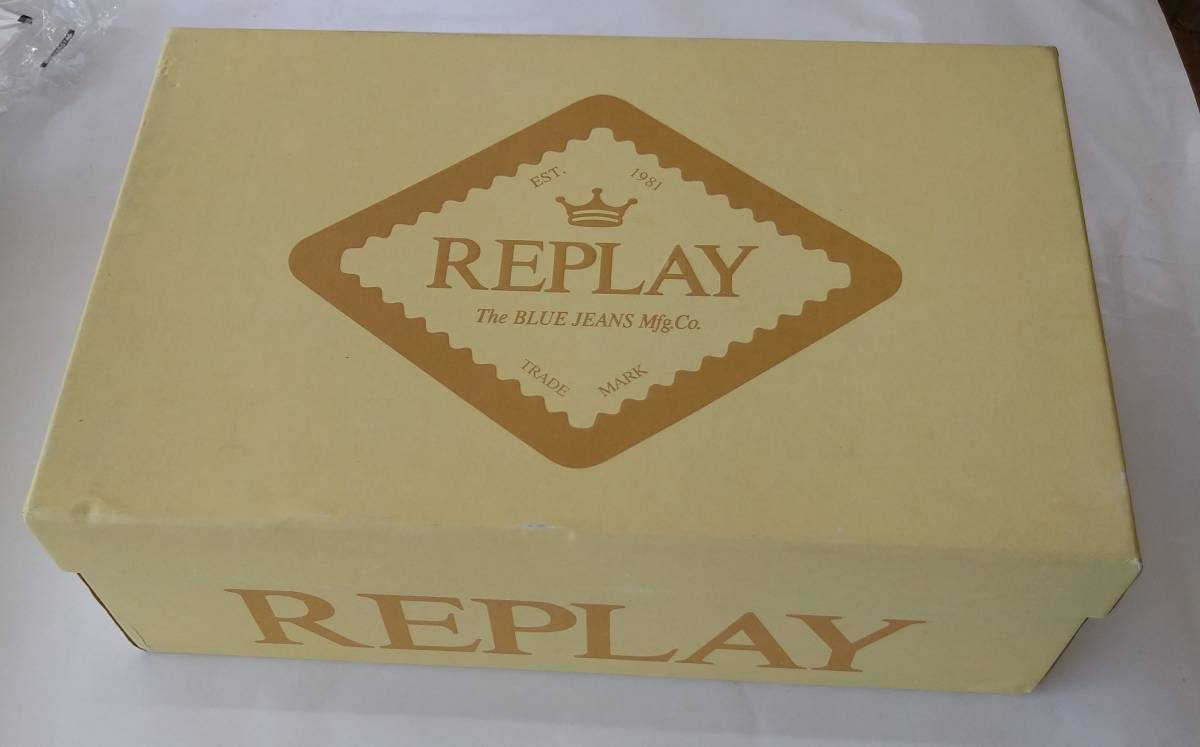 EST. 1981
REPLAY
The BLUE JEANS Mfg.Co.
TRADE MARK
REPLAY